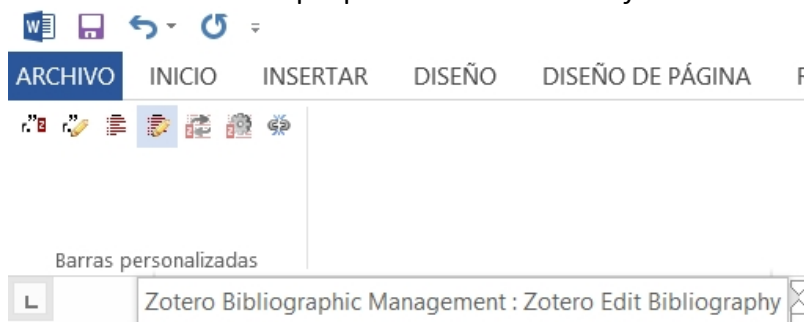 ARCHIVO INICIO INSERTAR DISEÑO DISEÑO DE PÁGINA
Barras personalizadas
Zotero Bibliographic Management : Zotero Edit Bibliography